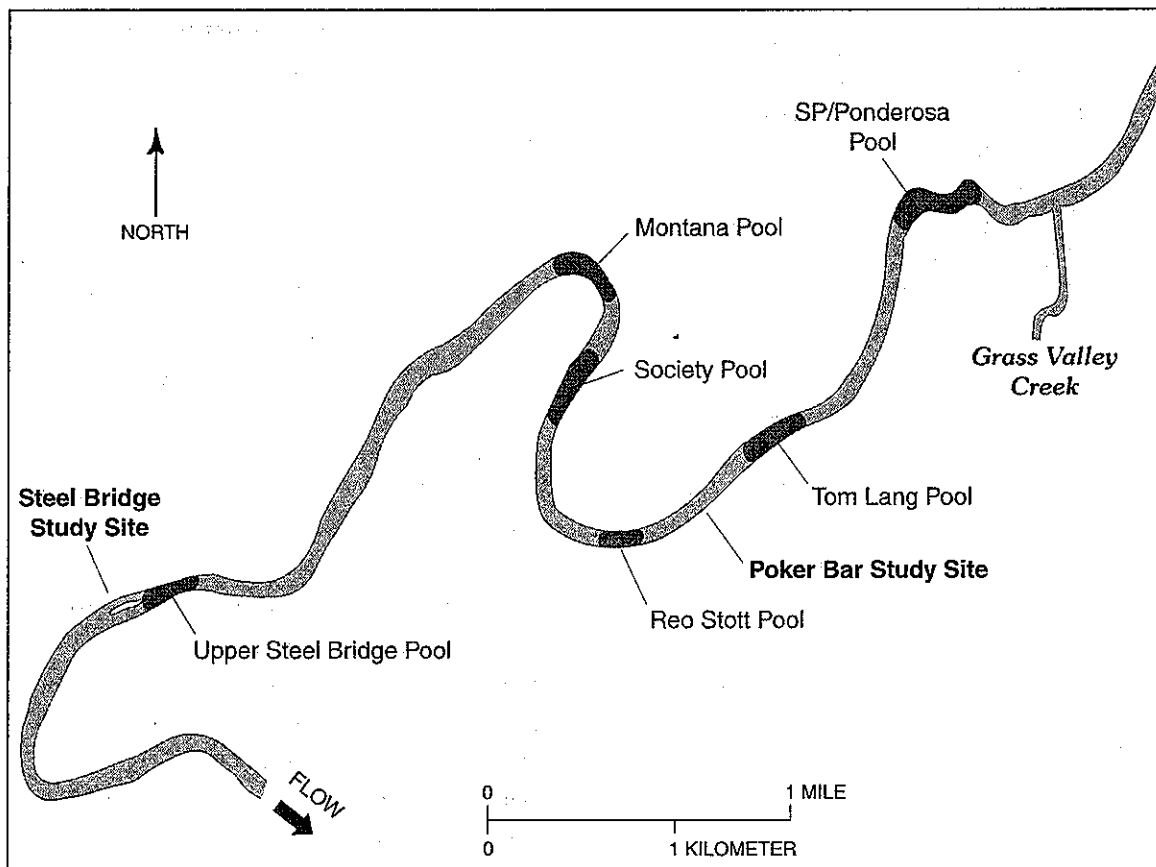 SP/Ponderosa
Pool
NORTH
Montana Pool
Grass Valley
Creek
Society Pool
Tom Lang Pool
Steel Bridge
Study Site
Poker Bar Study Site
Reo Stott Pool
Upper Steel Bridge Pool
FLOW
0
1 MILE
0
1 KILOMETER